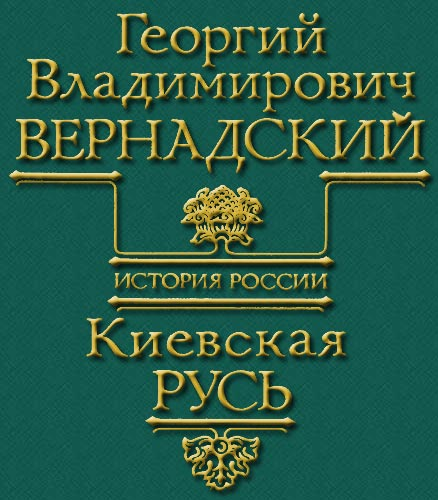 Георгий
Владимирович
ВЕРНАДСКИЙ
ИСТОРИЯ РОССИИ
Киевская
РУСЬ